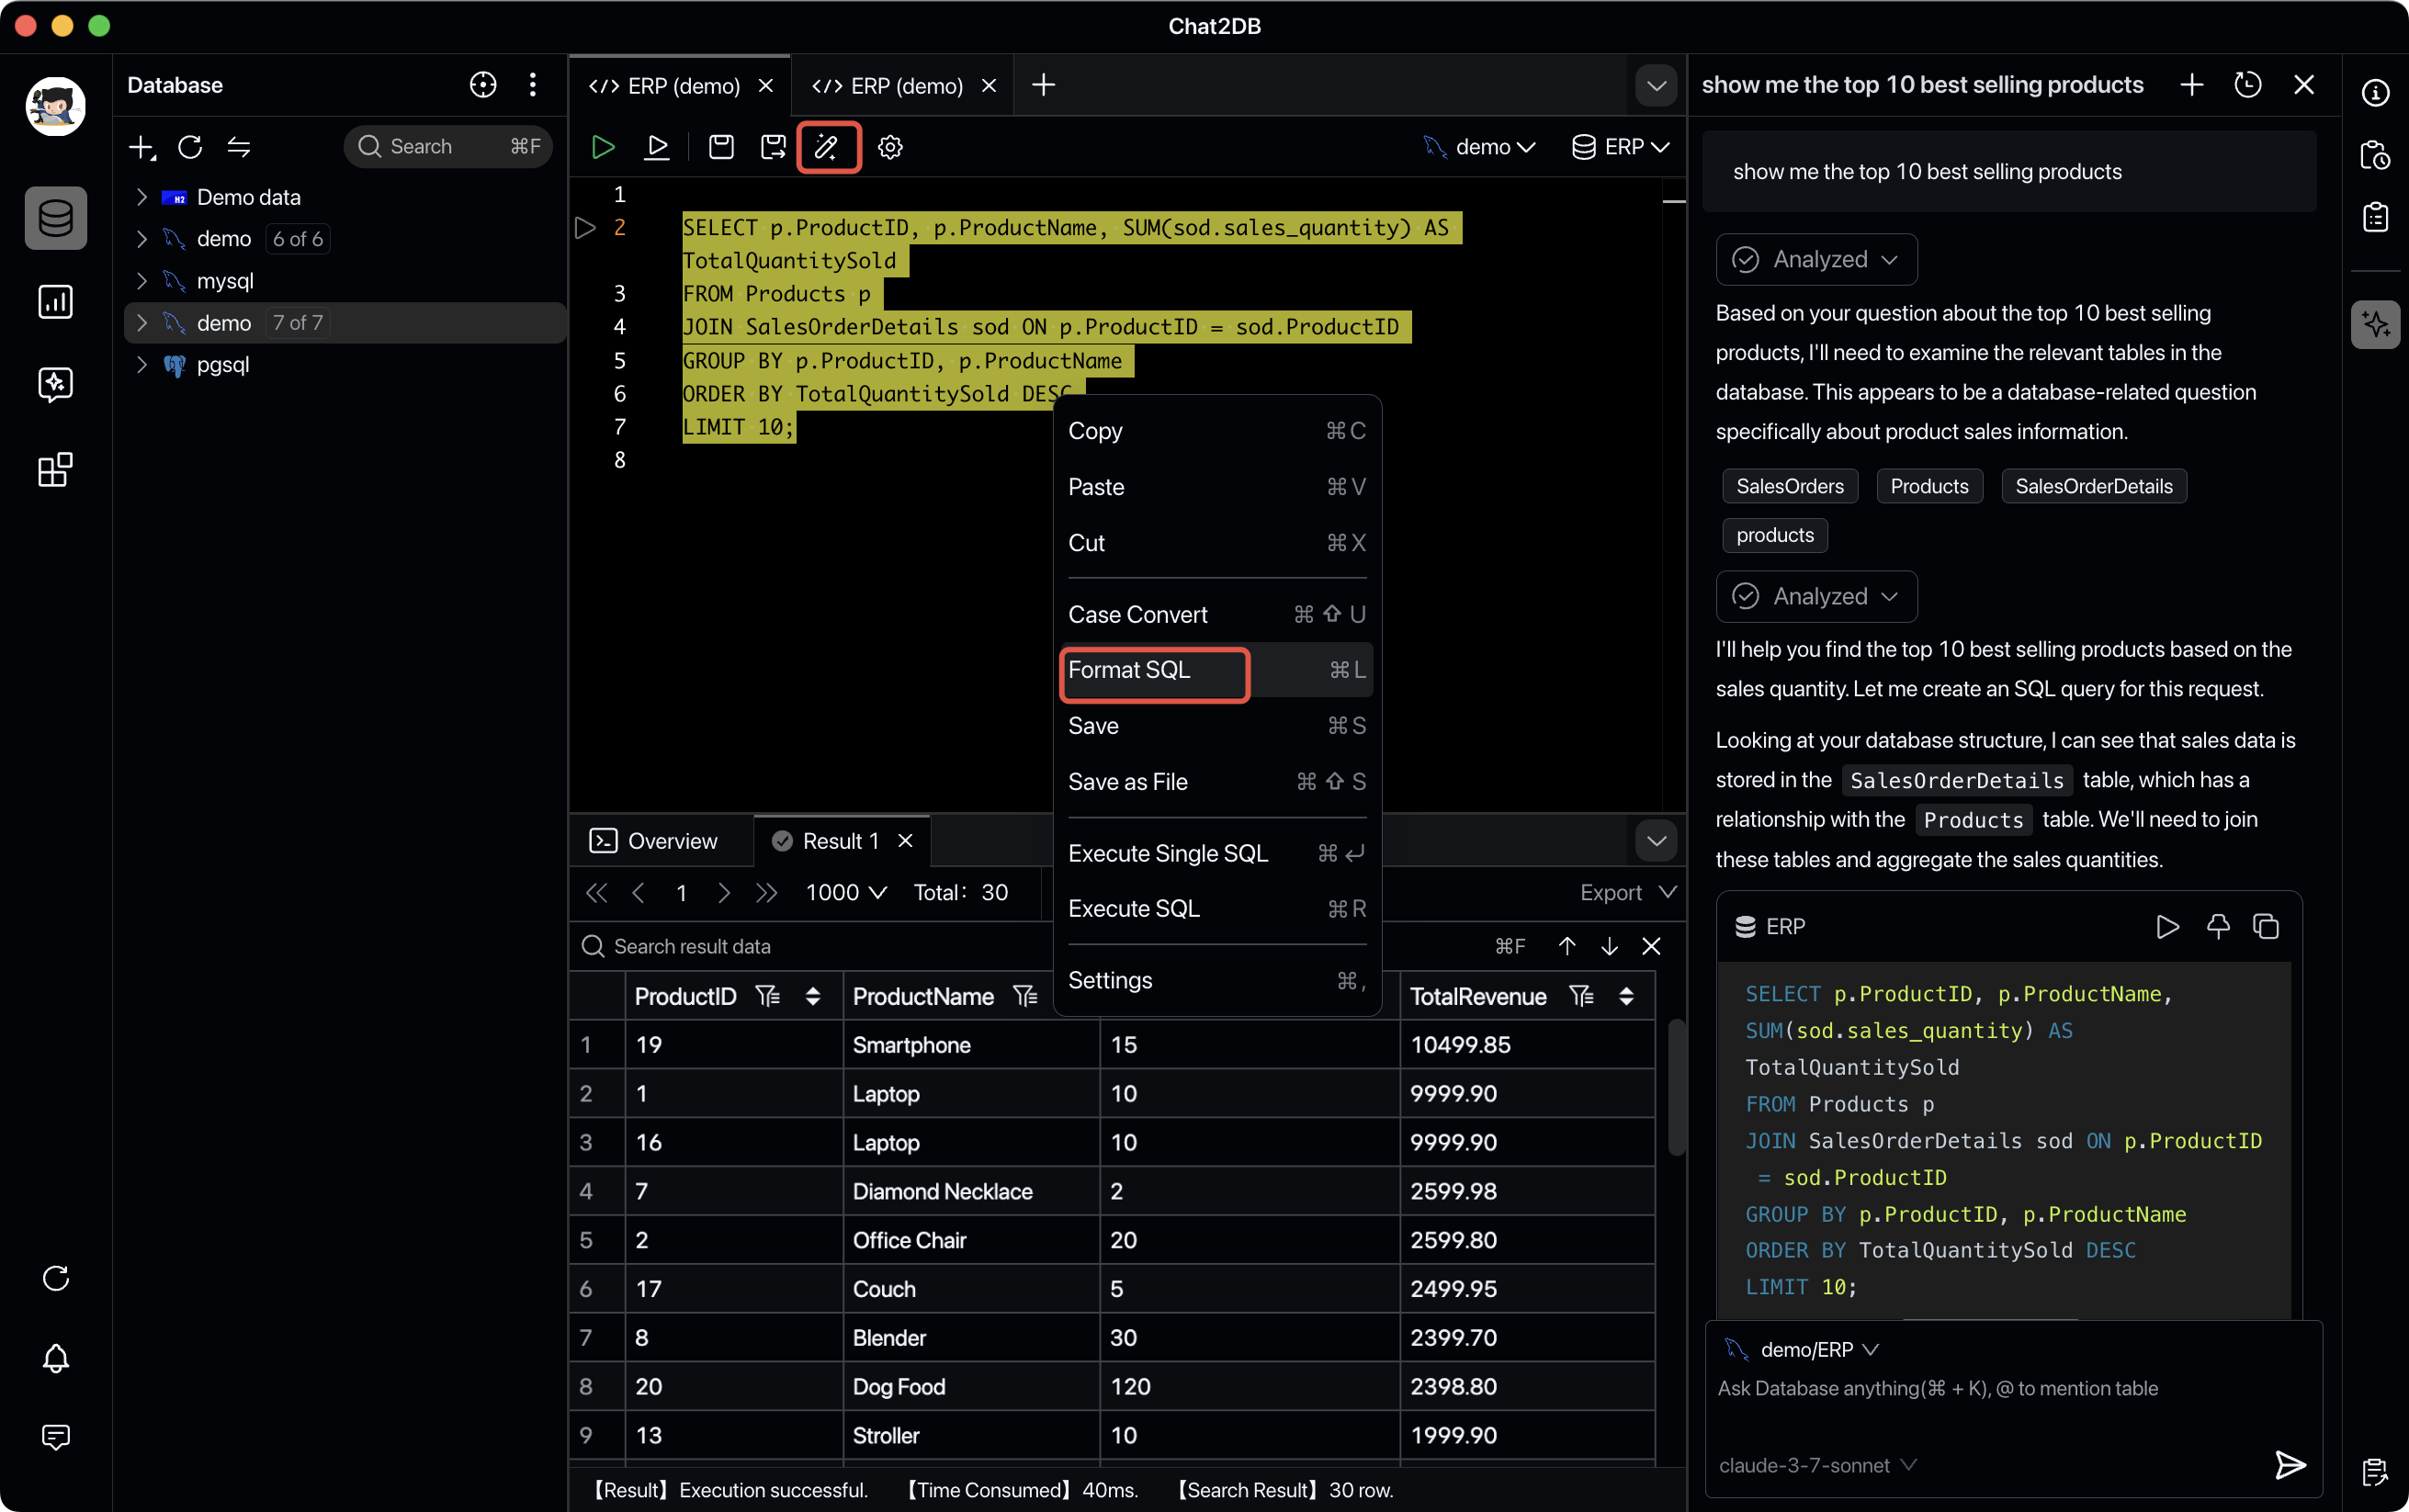 Chat2DB
Database
Search ⌘F
H2 Demo data
demo 6 of 6
mysql
demo 7 of 7
pgsql
</> ERP (demo)
</> ERP (demo)
demo
ERP
1
2 SELECT p.ProductID, p.ProductName, SUM(sod.sales_quantity) AS
TotalQuantitySold
3 FROM Products p
4 JOIN SalesOrderDetails sod ON p.ProductID = sod.ProductID
5 GROUP BY p.ProductID, p.ProductName
6 ORDER BY TotalQuantitySold DESC
7 LIMIT 10;
8
Copy ⌘C
Paste ⌘V
Cut ⌘X
Case Convert ⌘ ⇧ U
Format SQL ⌘L
Save ⌘S
Save as File ⌘ ⇧ S
Execute Single SQL ⌘ ↵
Execute SQL ⌘R
Settings ⌘,
Overview
Result 1
1
1000
Total: 30
Export
Search result data ⌘F
ProductID ProductName TotalRevenue
1 19 Smartphone 15 10499.85
2 1 Laptop 10 9999.90
3 16 Laptop 10 9999.90
4 7 Diamond Necklace 2 2599.98
5 2 Office Chair 20 2599.80
6 17 Couch 5 2499.95
7 8 Blender 30 2399.70
8 20 Dog Food 120 2398.80
9 13 Stroller 10 1999.90
【Result】Execution successful. 【Time Consumed】40ms. 【Search Result】30 row.
show me the top 10 best selling products
show me the top 10 best selling products
Analyzed
Based on your question about the top 10 best selling
products, I'll need to examine the relevant tables in the
database. This appears to be a database-related question
specifically about product sales information.
SalesOrders Products SalesOrderDetails
products
Analyzed
I'll help you find the top 10 best selling products based on the
sales quantity. Let me create an SQL query for this request.
Looking at your database structure, I can see that sales data is
stored in the SalesOrderDetails table, which has a
relationship with the Products table. We'll need to join
these tables and aggregate the sales quantities.
ERP
SELECT p.ProductID, p.ProductName,
SUM(sod.sales_quantity) AS
TotalQuantitySold
FROM Products p
JOIN SalesOrderDetails sod ON p.ProductID
= sod.ProductID
GROUP BY p.ProductID, p.ProductName
ORDER BY TotalQuantitySold DESC
LIMIT 10;
demo/ERP
Ask Database anything(⌘ + K), @ to mention table
claude-3-7-sonnet